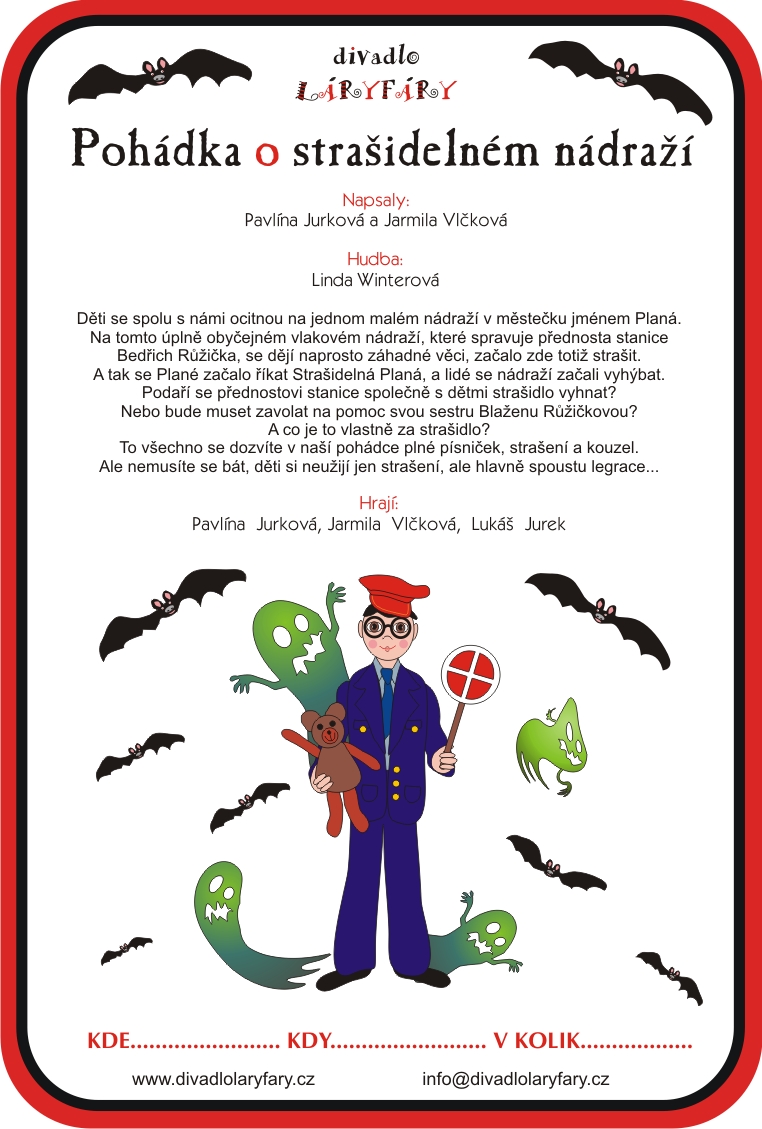 divadlo
LÁRYFÁRY
Pohádka o strašidelném nádraží
Napsaly:
Pavlína Jurková a Jarmila Vlčková
Hudba:
Linda Winterová
Děti se spolu s námi ocitnou na jednom malém nádraží v městečku jménem Planá.
Na tomto úplně obyčejném vlakovém nádraží, které spravuje přednosta stanice
Bedřich Růžička, se dějí naprosto záhadné věci, začalo zde totiž strašit.
A tak se Plané začalo říkat Strašidelná Planá, a lidé se nádraží začali vyhýbat.
Podaří se přednostovi stanice společně s dětmi strašidlo vyhnat?
Nebo bude muset zavolat na pomoc svou sestru Blaženu Růžičkovou?
A co je to vlastně za strašidlo?
To všechno se dozvíte v naší pohádce plné písniček, strašení a kouzel.
Ale nemusíte se bát, děti si neužijí jen strašení, ale hlavně spoustu legrace...
Hrají:
Pavlína Jurková, Jarmila Vlčková, Lukáš Jurek
KDE........................ KDY......................... V KOLIK..................
www.divadlolaryfary.cz info@divadlolaryfary.cz